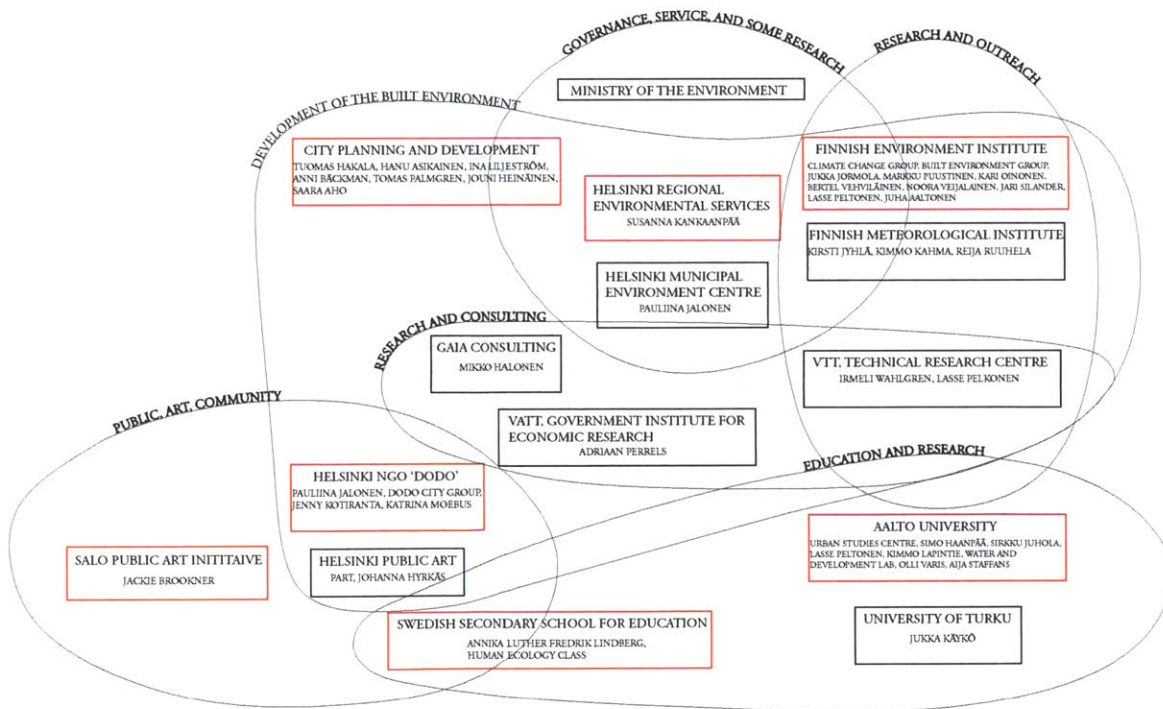 GOVERNANCE, SERVICE, AND SOME RESEARCH
RESEARCH AND OUTREACH
MINISTRY OF THE ENVIRONMENT
DEVELOPMENT OF THE BUILT ENVIRONMENT
CITY PLANNING AND DEVELOPMENT
TUOMAS HAKALA, HANU ASIKAINEN, INA LILJESTRÖM,
ANNI BÄCKMAN, TOMAS PALMGREN, JOUNI HEINÄINEN,
SAARA AHO
FINNISH ENVIRONMENT INSTITUTE
CLIMATE CHANGE GROUP, BUILT ENVIRONMENT GROUP,
JUKKA JORMOLA, MARKKU PUUSTINEN, KARI OINONEN,
BERTEL VEHVILÄINEN, NOORA VEIJALAINEN, JARI SILANDER,
LASSE PELTONEN, JUHA AALTONEN
HELSINKI REGIONAL
ENVIRONMENTAL SERVICES
SUSANNA KANKAANPÄÄ
FINNISH METEOROLOGICAL INSTITUTE
KIRSTI JYHLÄ, KIMMO KAHMA, REIJA RUUHELA
HELSINKI MUNICIPAL
ENVIRONMENT CENTRE
PAULIINA JALONEN
RESEARCH AND CONSULTING
GAIA CONSULTING
MIKKO HALONEN
VTT, TECHNICAL RESEARCH CENTRE
IRMELI WAHLGREN, LASSE PELKONEN
PUBLIC, ART, COMMUNITY
VATT, GOVERNMENT INSTITUTE FOR
ECONOMIC RESEARCH
ADRIAAN PERRELS
EDUCATION AND RESEARCH
HELSINKI NGO 'DODO'
PAULIINA JALONEN, DODO CITY GROUP,
JENNY KOTIRANTA, KATRINA MOEBUS
AALTO UNIVERSITY
URBAN STUDIES CENTRE, SIMO HAANPÄÄ, SIRKKU JUHOLA,
LASSE PELTONEN, KIMMO LAPINTIE, WATER AND
DEVELOPMENT LAB, OLLI VARIS, AIJA STAFFANS
SALO PUBLIC ART INITITAIVE
JACKIE BROOKNER
HELSINKI PUBLIC ART
PART, JOHANNA HYRKÄS
SWEDISH SECONDARY SCHOOL FOR EDUCATION
ANNIKA LUTHER FREDRIK LINDBERG,
HUMAN ECOLOGY CLASS
UNIVERSITY OF TURKU
JUKKA KÄYKÖ